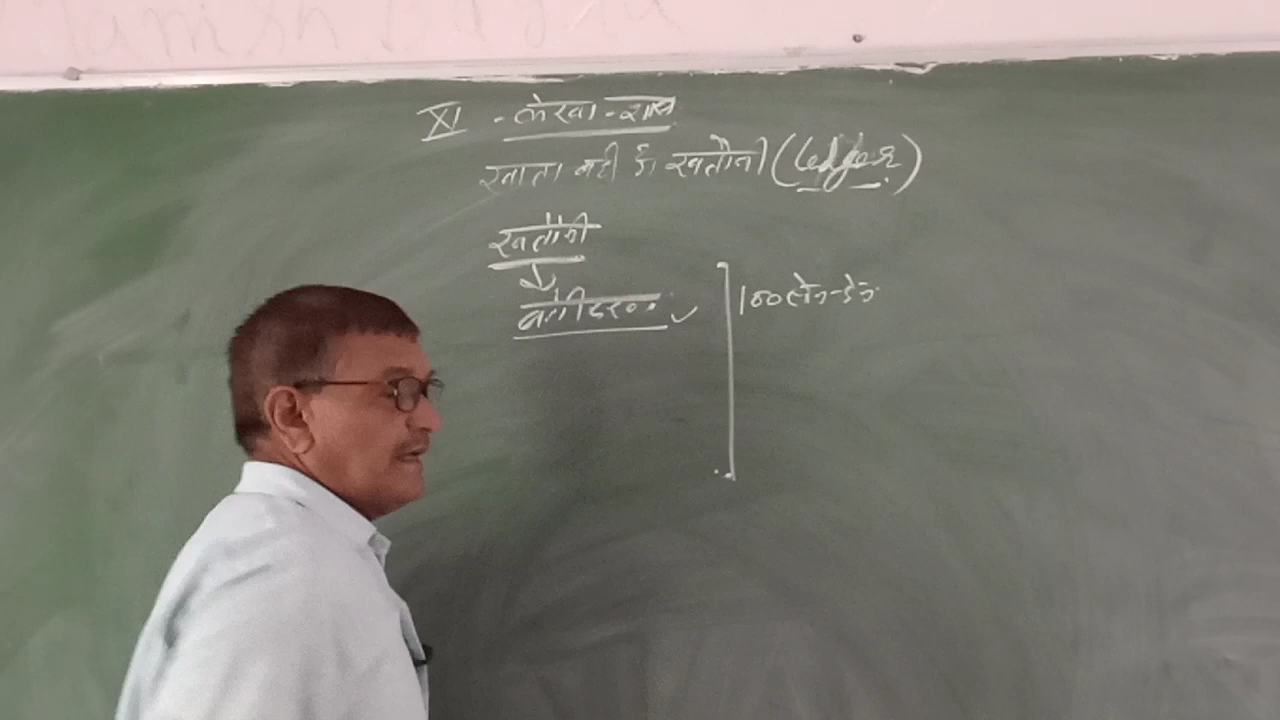 XI - लेखा-शास्त्र
खाता बही में खतौनी (Ledger)
खतौनी
वर्गीकरण
100 लेन-देन